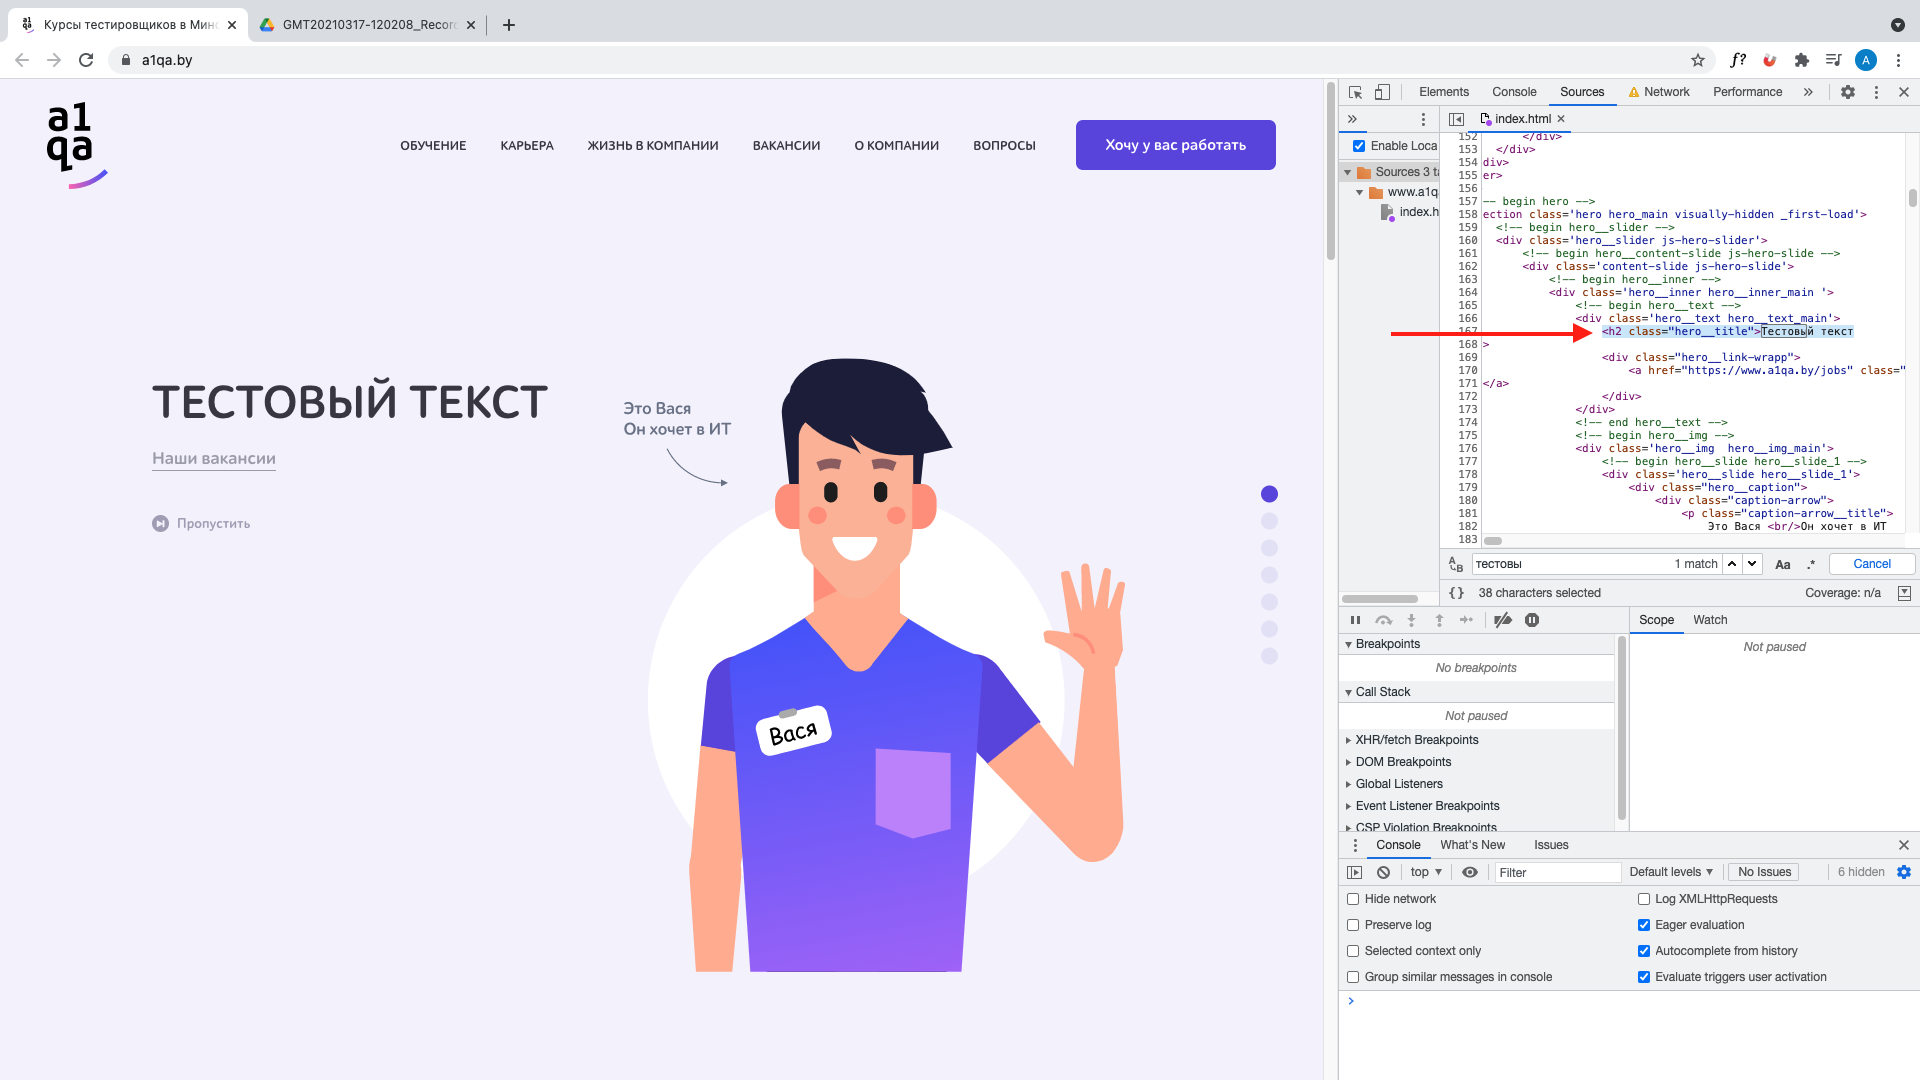 Курсы тестировщиков в Мин
GMT20210317-120208_Recor
a1qa.by
f?
A
a1
qa
ОБУЧЕНИЕ
КАРЬЕРА
ЖИЗНЬ В КОМПАНИИ
ВАКАНСИИ
О КОМПАНИИ
ВОПРОСЫ
Хочу у вас работать
ТЕСТОВЫЙ ТЕКСТ
Наши вакансии
Пропустить
Это Вася
Он хочет в ИТ
Вася
Elements
Console
Sources
Network
Performance
»
»
index.html
Enable Loca
Sources 3 ta
www.a1q
index.h
152 </div>
153 </div>
154 div>
155 er>
156
157 -- begin hero -->
158 ection class='hero hero_main visually-hidden _first-load'>
159 <!-- begin hero__slider -->
160 <div class='hero__slider js-hero-slider'>
161 <!-- begin hero__content-slide js-hero-slide -->
162 <div class='content-slide js-hero-slide'>
163 <!-- begin hero__inner -->
164 <div class='hero__inner hero__inner_main '>
165 <!-- begin hero__text -->
166 <div class='hero__text hero__text_main'>
167 <h2 class="hero__title">Тестовый текст
168 >
169 <div class="hero__link-wrapp">
170 <a href="https://www.a1qa.by/jobs" class="
171 </a>
172 </div>
173 </div>
174 <!-- end hero__text -->
175 <!-- begin hero__img -->
176 <div class='hero__img  hero__img_main'>
177 <!-- begin hero__slide hero__slide_1 -->
178 <div class='hero__slide hero__slide_1'>
179 <div class="hero__caption">
180 <div class="caption-arrow">
181 <p class="caption-arrow__title">
182 Это Вася <br/>Он хочет в ИТ
183
тестовы
1 match
Aa
.*
Cancel
{ }
38 characters selected
Coverage: n/a
Breakpoints
No breakpoints
Call Stack
Not paused
XHR/fetch Breakpoints
DOM Breakpoints
Global Listeners
Event Listener Breakpoints
CSP Violation Breakpoints
Scope
Watch
Not paused
Console
What's New
Issues
top
Filter
Default levels
No Issues
6 hidden
Hide network
Log XMLHttpRequests
Preserve log
Eager evaluation
Selected context only
Autocomplete from history
Group similar messages in console
Evaluate triggers user activation